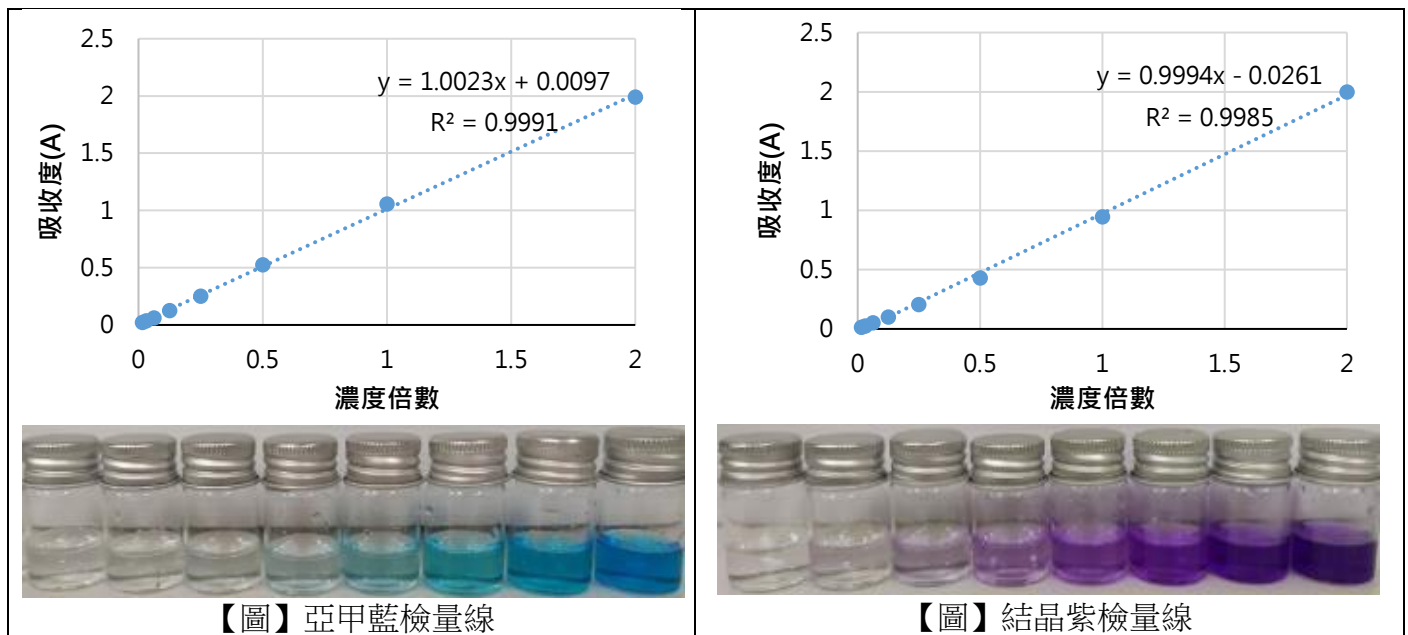 2.5
2
1.5
1
0.5
0
y = 1.0023x + 0.0097
R² = 0.9991
吸收度(A)
0 0.5 1 1.5 2
濃度倍數
【圖】亞甲藍檢量線
2.5
2
1.5
1
0.5
0
y = 0.9994x - 0.0261
R² = 0.9985
吸收度(A)
0 0.5 1 1.5 2
濃度倍數
【圖】結晶紫檢量線